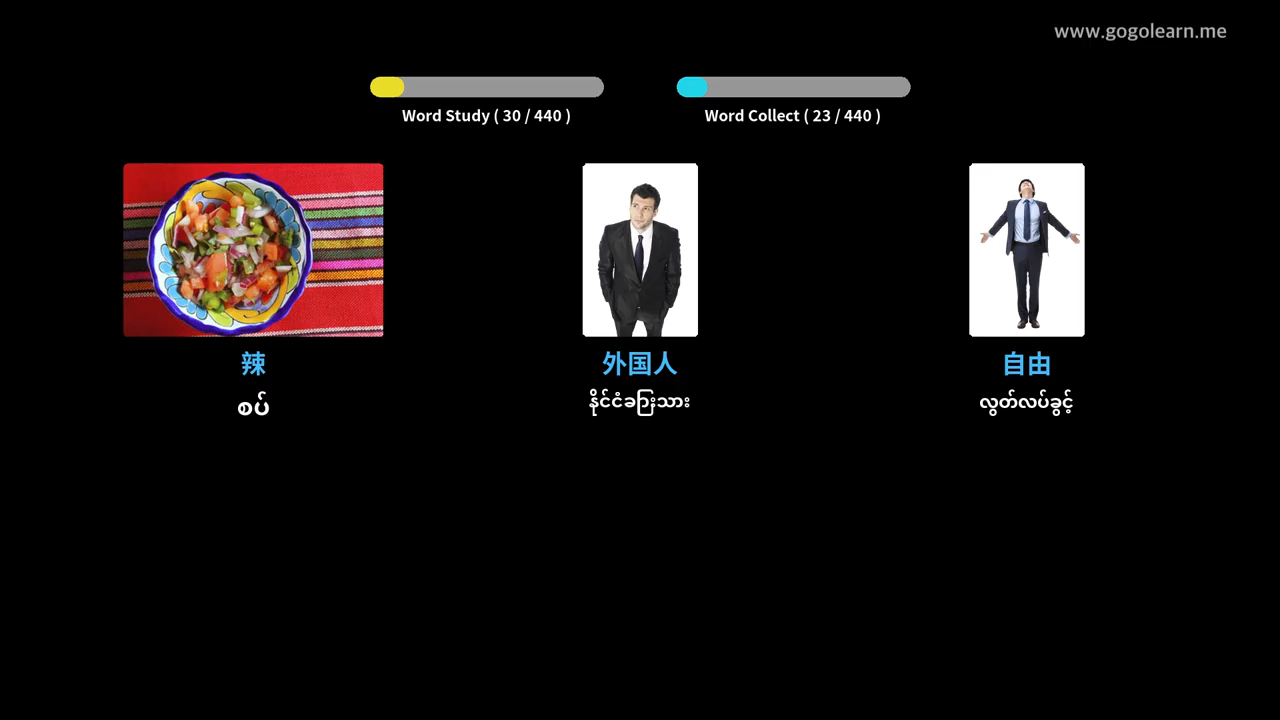 www.gogolearn.me
Word Study ( 30 / 440 )
Word Collect ( 23 / 440 )
辣
外国人
自由
စပ်
နိုင်ငံခြားသား
လွတ်လပ်ခွင့်